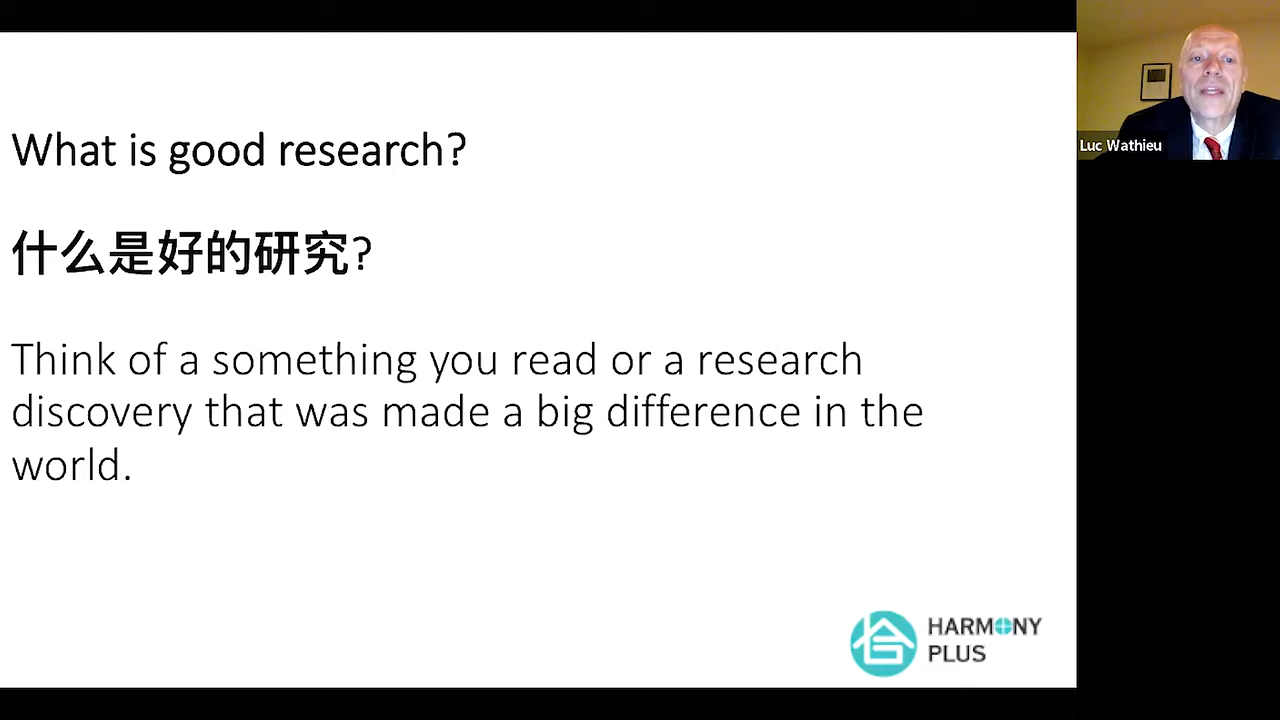 What is good research?
什么是好的研究?
Think of a something you read or a research
discovery that was made a big difference in the
world.
HARMONY
PLUS
Luc Wathieu